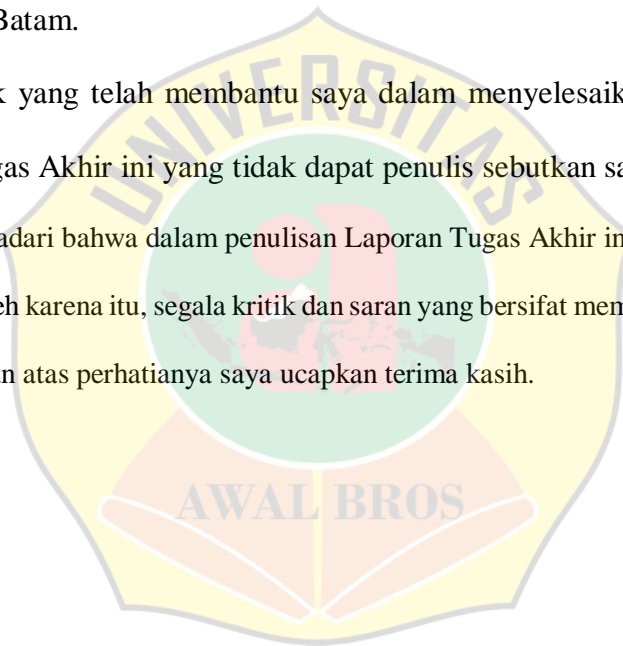 Batam.
yang telah membantu saya dalam menyelesaik
gas Akhir ini yang tidak dapat penulis sebutkan sa
adari bahwa dalam penulisan Laporan Tugas Akhir in
eh karena itu, segala kritik dan saran yang bersifat mem
n atas perhatianya saya ucapkan terima kasih.
UNIVERSITAS
a
AWAL BROS